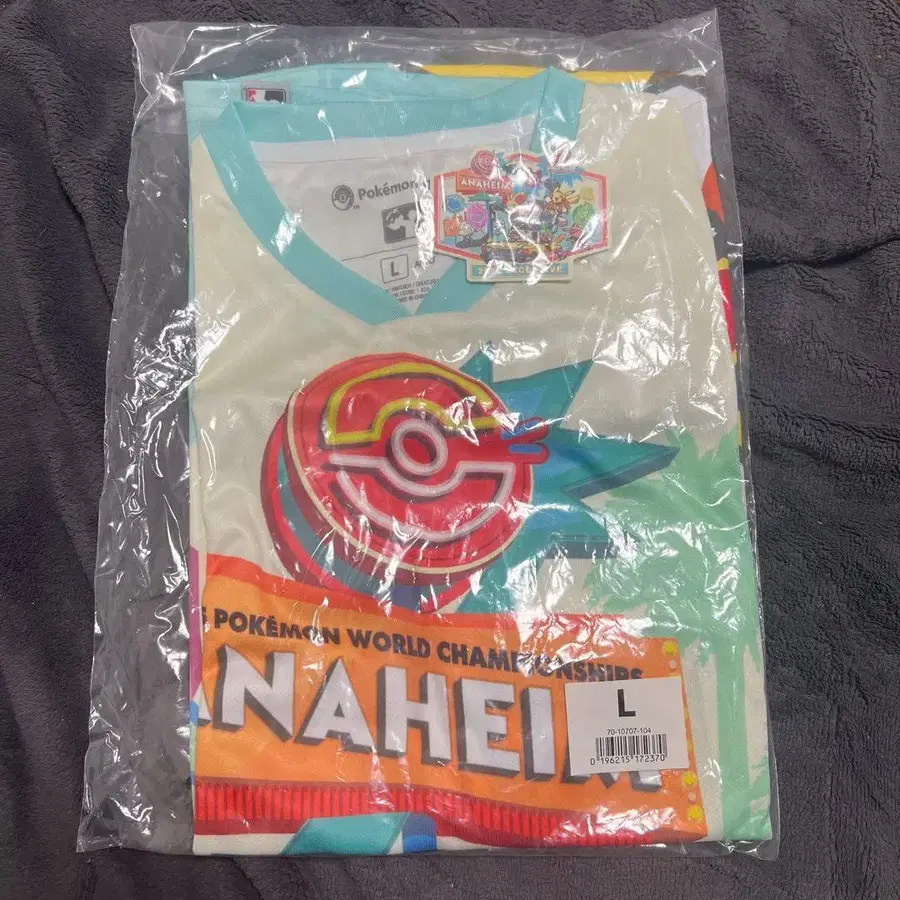 Pokémon
L
ANAHEIM
POKÉMON WORLD CHAMPIONSHIPS
ANAHEIM
L
70-10707-104
0 196215 172370